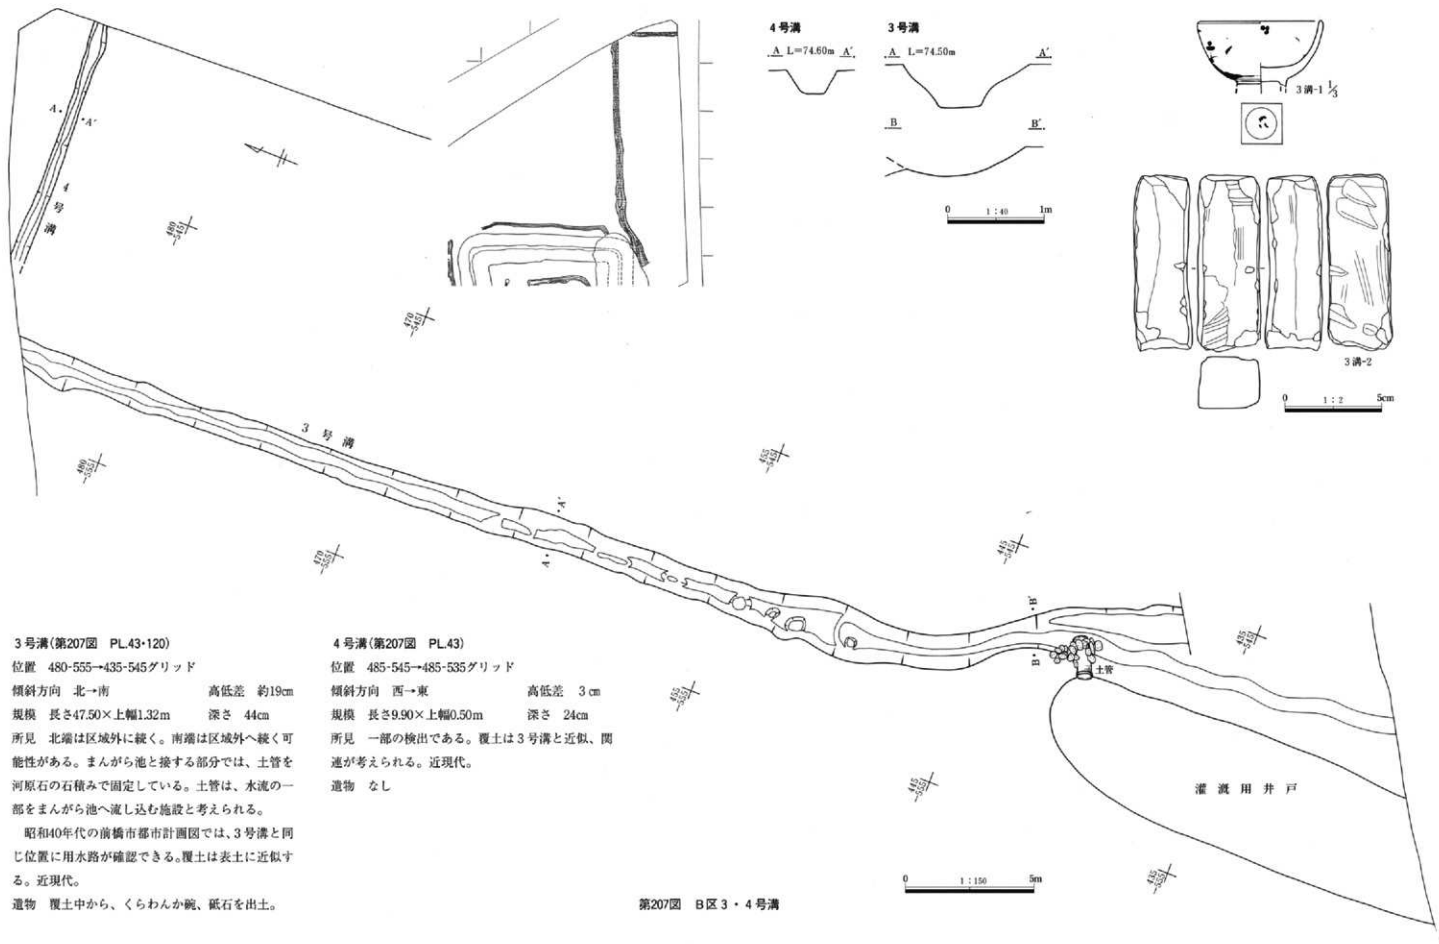 4号溝
A L=74.60m A′
3号溝
A L=74.50m A′
B B′
0 1:40 1m
3溝-1 1/3
3溝-2
0 1:2 5cm
A
A′
4号溝
480
-545
470
-545
3号溝
480
-555
470
-555
A′
A
455
-545
445
-545
B′
B
土管
435
-545
455
-555
445
-555
435
-555
灌漑用井戸
0 1:150 5m
3号溝(第207図 PL.43・120)
位置 480-555→435-545グリッド
傾斜方向 北→南 高低差 約19cm
規模 長さ47.50×上幅1.32m 深さ 44cm
所見 北端は区域外に続く。南端は区域外へ続く可
能性がある。まんがら池と接する部分では、土管を
河原石の石積みで固定している。土管は、水流の一
部をまんがら池へ流し込む施設と考えられる。
昭和40年代の前橋市都市計画図では、3号溝と同
じ位置に用水路が確認できる。覆土は表土に近似す
る。近現代。
遺物 覆土中から、くらわんか碗、砥石を出土。
4号溝(第207図 PL.43)
位置 485-545→485-535グリッド
傾斜方向 西→東 高低差 3cm
規模 長さ9.90×上幅0.50m 深さ 24cm
所見 一部の検出である。覆土は3号溝と近似、関
連が考えられる。近現代。
遺物 なし
第207図 B区3・4号溝